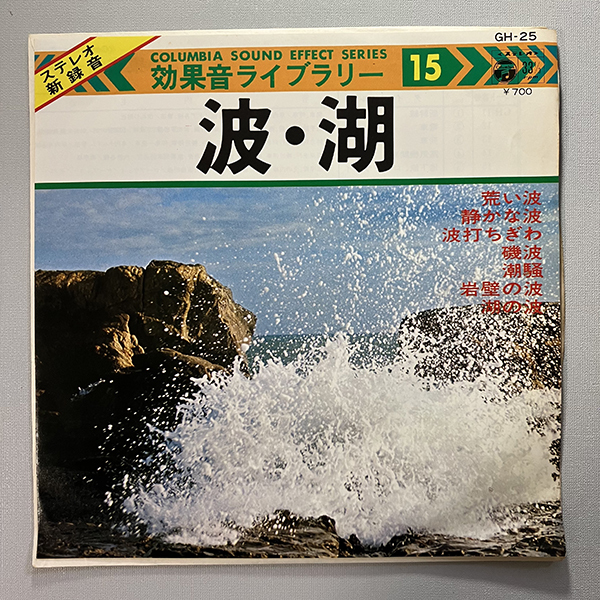 GH-25
ステレオ
新録音
COLUMBIA SOUND EFFECT SERIES
効果音ライブラリー
15
33⅓
￥700
波・湖
荒い波
静かな波
波打ちぎわ
磯波
潮騒
岩壁の波
湖の波